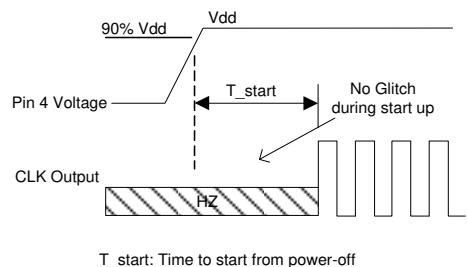 Vdd
90% Vdd
T_start
No Glitch
during start up
Pin 4 Voltage
CLK Output
HZ
T_start: Time to start from power-off